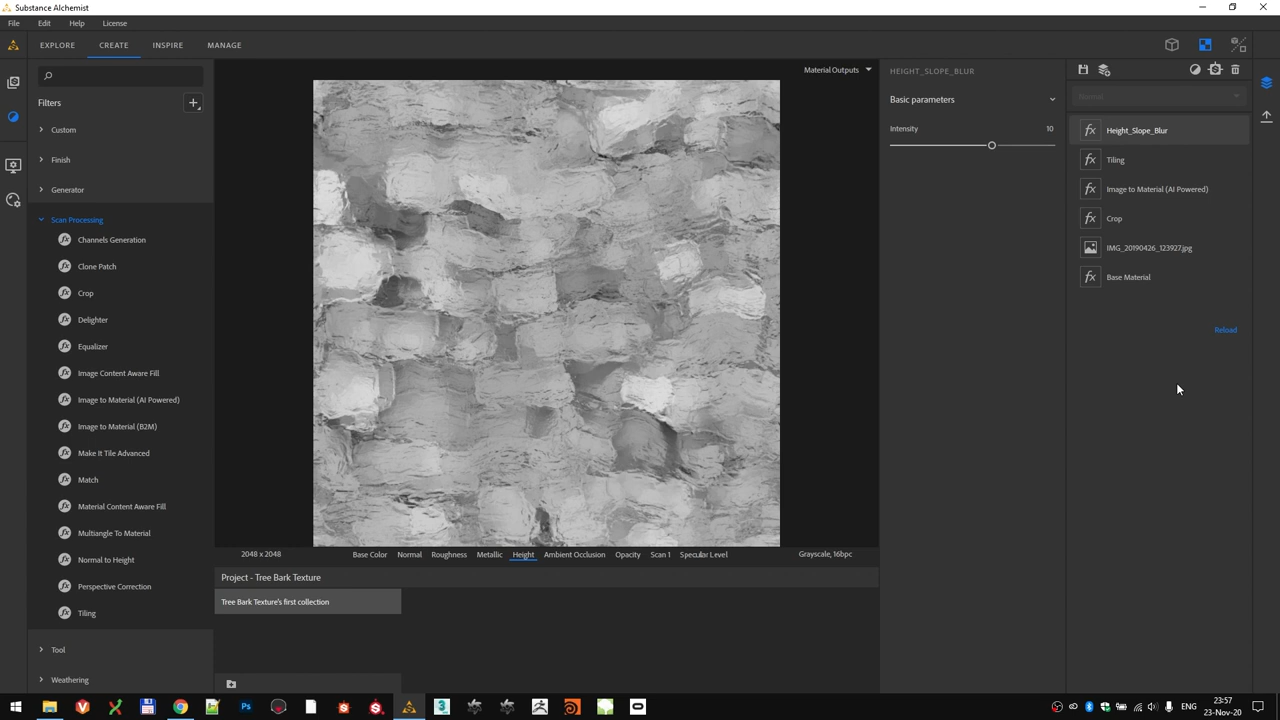 Substance Alchemist
File Edit Help License
EXPLORE CREATE INSPIRE MANAGE
Material Outputs
HEIGHT_SLOPE_BLUR
Filters
Basic parameters
Normal
Custom
Intensity 10
Height_Slope_Blur
Finish
Tiling
Generator
Image to Material (AI Powered)
Scan Processing
Crop
Channels Generation
IMG_20190426_123927.jpg
Clone Patch
Base Material
Crop
Delighter
Reload
Equalizer
Image Content Aware Fill
Image to Material (AI Powered)
Image to Material (B2M)
Make It Tile Advanced
Match
Material Content Aware Fill
Multiangle To Material
Normal to Height
Perspective Correction
Tiling
2048 x 2048 Base Color Normal Roughness Metallic Height Ambient Occlusion Opacity Scan 1 Specular Level Grayscale, 16bpc
Project - Tree Bark Texture
Tree Bark Texture's first collection
Tool
Weathering
ENG
23:57
23-Nov-20